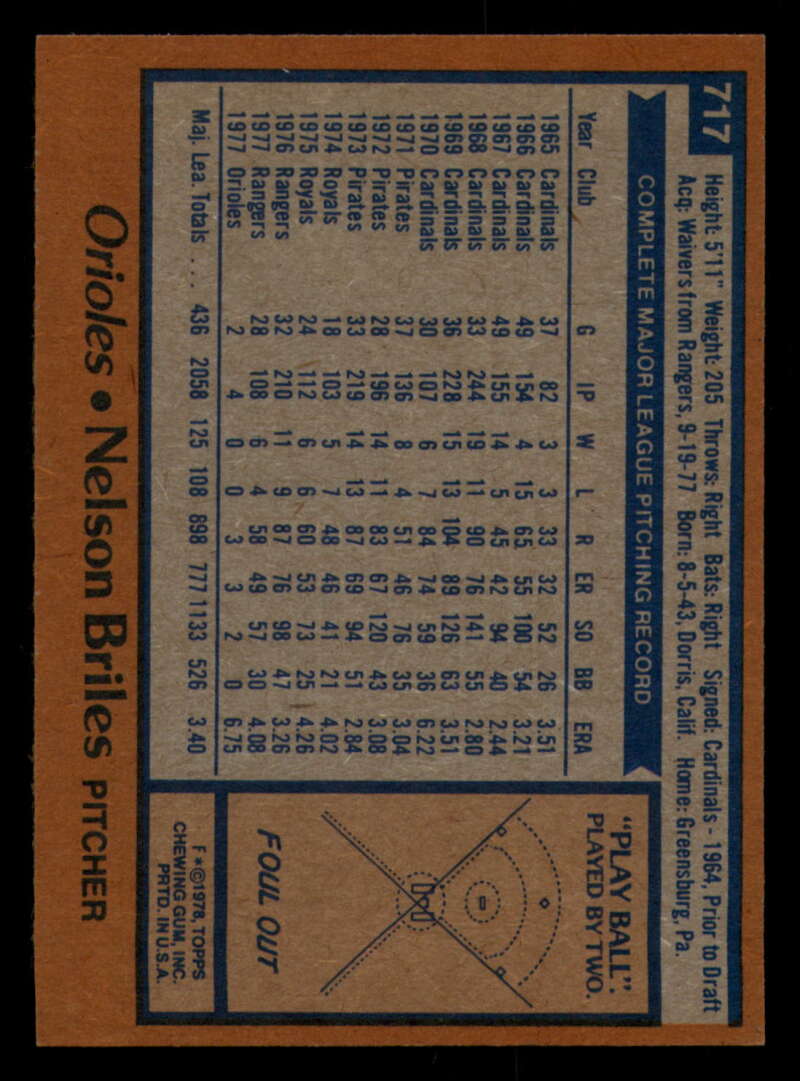 717
Height: 5'11" Weight: 205 Throws: Right Bats: Right Signed: Cardinals - 1964, Prior to Draft
Acq: Waivers from Rangers, 9-19-77 Born: 8-5-43, Dorris, Calif. Home: Greensburg, Pa.
COMPLETE MAJOR LEAGUE PITCHING RECORD
Year Club G IP W L R ER SO BB ERA
1965 Cardinals 37 82 3 3 33 32 52 26 3.51
1966 Cardinals 49 154 4 15 65 55 100 54 3.21
1967 Cardinals 49 155 14 5 45 42 94 40 2.44
1968 Cardinals 33 244 19 11 90 76 141 55 2.80
1969 Cardinals 36 228 15 13 104 89 126 63 3.51
1970 Cardinals 30 107 6 7 84 74 59 36 6.22
1971 Pirates 37 136 8 4 51 46 76 35 3.04
1972 Pirates 28 196 14 11 83 67 120 43 3.08
1973 Pirates 33 219 14 13 87 69 94 51 2.84
1974 Royals 18 103 5 7 48 46 41 21 4.02
1975 Royals 24 112 6 6 60 53 73 25 4.26
1976 Rangers 32 210 11 9 87 76 98 47 3.26
1977 Rangers 28 108 6 4 58 49 57 30 4.08
1977 Orioles 2 4 0 0 3 3 2 0 6.75
Maj. Lea. Totals ... 436 2058 125 108 898 777 1133 526 3.40
"PLAY BALL":
PLAYED BY TWO.
FOUL OUT
F*©1978, TOPPS
CHEWING GUM, INC.
PRTD. IN U.S.A.
Orioles • Nelson Briles PITCHER